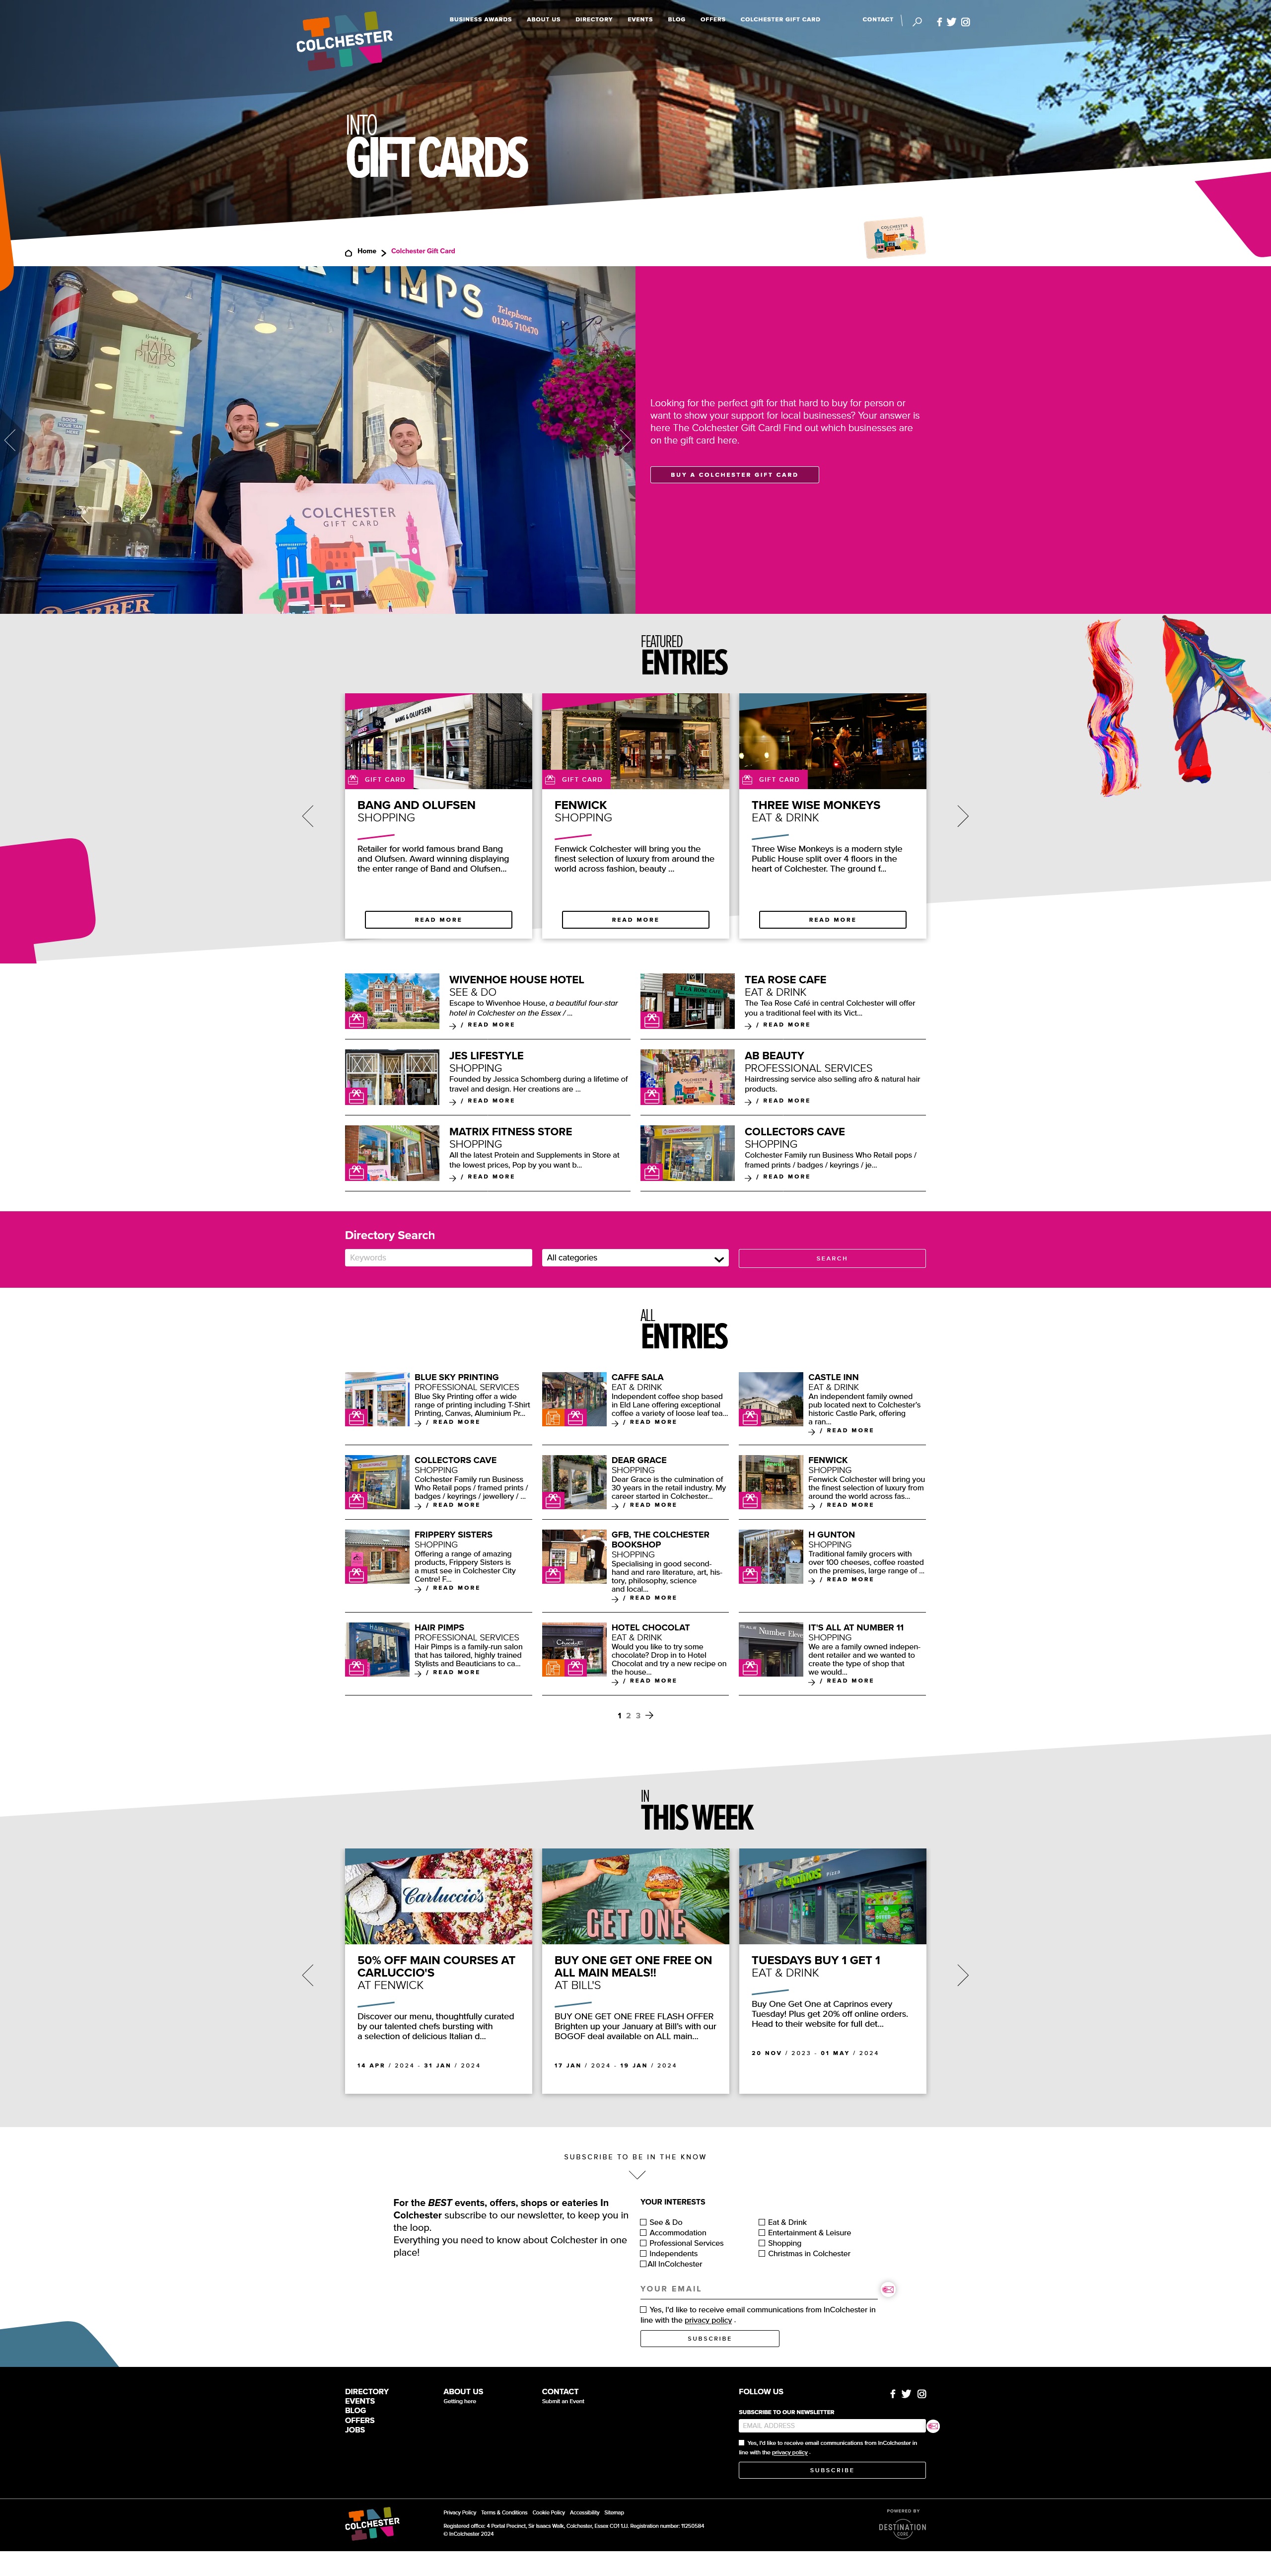 BUSINESS AWARDS ABOUT US DIRECTORY EVENTS BLOG OFFERS COLCHESTER GIFT CARD CONTACT
IN
COLCHESTER
INTO
GIFT CARDS
COLCHESTER
Home > Colchester Gift Card
PIMPS
Telephone
01206 710470
HAIR
PIMPS
COLCHESTER
GIFT CARD
BARBER
Looking for the perfect gift for that hard to buy for person or
want to show your support for local businesses? Your answer is
here The Colchester Gift Card! Find out which businesses are
on the gift card here.
BUY A COLCHESTER GIFT CARD
FEATURED
ENTRIES
BANG & OLUFSEN
GIFT CARD
BANG AND OLUFSEN
SHOPPING
Retailer for world famous brand Bang
and Olufsen. Award winning displaying
the enter range of Band and Olufsen...
READ MORE
GIFT CARD
FENWICK
SHOPPING
Fenwick Colchester will bring you the
finest selection of luxury from around the
world across fashion, beauty ...
READ MORE
GIFT CARD
THREE WISE MONKEYS
EAT & DRINK
Three Wise Monkeys is a modern style
Public House split over 4 floors in the
heart of Colchester. The ground f...
READ MORE
WIVENHOE HOUSE HOTEL
SEE & DO
Escape to Wivenhoe House, a beautiful four-star
hotel in Colchester on the Essex / ...
/ READ MORE
TEA ROSE CAFE
TEA ROSE CAFE
EAT & DRINK
The Tea Rose Café in central Colchester will offer
you a traditional feel with its Vict...
/ READ MORE
JES LIFESTYLE
SHOPPING
Founded by Jessica Schomberg during a lifetime of
travel and design. Her creations are ...
/ READ MORE
COLCHESTER
AB BEAUTY
PROFESSIONAL SERVICES
Hairdressing service also selling afro & natural hair
products.
/ READ MORE
MATRIX FITNESS STORE
SHOPPING
All the latest Protein and Supplements in Store at
the lowest prices, Pop by you want b...
/ READ MORE
COLLECTORS CAVE
SHOPPING
Colchester Family run Business Who Retail pops /
framed prints / badges / keyrings / je...
/ READ MORE
Directory Search
Keywords
All categories
SEARCH
ALL
ENTRIES
BLUE SKY PRINTING
PROFESSIONAL SERVICES
Blue Sky Printing offer a wide
range of printing including T-Shirt
Printing, Canvas, Aluminium Pr...
/ READ MORE
CAFFE SALA
EAT & DRINK
Independent coffee shop based
in Eld Lane offering exceptional
coffee a variety of loose leaf tea...
/ READ MORE
CASTLE INN
EAT & DRINK
An independent family owned
pub located next to Colchester's
historic Castle Park, offering
a ran...
/ READ MORE
COLLECTORS CAVE
SHOPPING
Colchester Family run Business
Who Retail pops / framed prints /
badges / keyrings / jewellery / ...
/ READ MORE
DEAR GRACE
SHOPPING
Dear Grace is the culmination of
30 years in the retail industry. My
career started in Colchester...
/ READ MORE
FENWICK
SHOPPING
Fenwick Colchester will bring you
the finest selection of luxury from
around the world across fas...
/ READ MORE
FRIPPERY SISTERS
SHOPPING
Offering a range of amazing
products, Frippery Sisters is
a must see in Colchester City
Centre! F...
/ READ MORE
GFB, THE COLCHESTER
BOOKSHOP
SHOPPING
Specialising in good second-
hand and rare literature, art, his-
tory, philosophy, science
and local...
/ READ MORE
H GUNTON
SHOPPING
Traditional family grocers with
over 100 cheeses, coffee roasted
on the premises, large range of ...
/ READ MORE
HAIR PIMPS
PROFESSIONAL SERVICES
Hair Pimps is a family-run salon
that has tailored, highly trained
Stylists and Beauticians to ca...
/ READ MORE
Chocolat
HOTEL CHOCOLAT
EAT & DRINK
Would you like to try some
chocolate? Drop in to Hotel
Chocolat and try a new recipe on
the house...
/ READ MORE
Number Eleven
IT'S ALL AT NUMBER 11
SHOPPING
We are a family owned indepen-
dent retailer and we wanted to
create the type of shop that
we would...
/ READ MORE
1 2 3
IN
THIS WEEK
Carluccio's
50% OFF MAIN COURSES AT
CARLUCCIO'S
AT FENWICK
Discover our menu, thoughtfully curated
by our talented chefs bursting with
a selection of delicious Italian d...
14 APR / 2024 - 31 JAN / 2024
GET ONE
BUY ONE GET ONE FREE ON
ALL MAIN MEALS!!
AT BILL'S
BUY ONE GET ONE FREE FLASH OFFER
Brighten up your January at Bill's with our
BOGOF deal available on ALL main...
17 JAN / 2024 - 19 JAN / 2024
Caprinos PIZZA
TUESDAYS BUY 1 GET 1
EAT & DRINK
Buy One Get One at Caprinos every
Tuesday! Plus get 20% off online orders.
Head to their website for full det...
20 NOV / 2023 - 01 MAY / 2024
SUBSCRIBE TO BE IN THE KNOW
For the BEST events, offers, shops or eateries In
Colchester subscribe to our newsletter, to keep you in
the loop.
Everything you need to know about Colchester in one
place!
YOUR INTERESTS
See & Do
Eat & Drink
Accommodation
Entertainment & Leisure
Professional Services
Shopping
Independents
Christmas in Colchester
All InColchester
YOUR EMAIL
Yes, I'd like to receive email communications from InColchester in
line with the privacy policy .
SUBSCRIBE
DIRECTORY
EVENTS
BLOG
OFFERS
JOBS
ABOUT US
Getting here
CONTACT
Submit an Event
FOLLOW US
SUBSCRIBE TO OUR NEWSLETTER
EMAIL ADDRESS
Yes, I'd like to receive email communications from InColchester in
line with the privacy policy .
SUBSCRIBE
IN
COLCHESTER
Privacy Policy Terms & Conditions Cookie Policy Accessibility Sitemap
Registered office: 4 Portal Precinct, Sir Isaacs Walk, Colchester, Essex CO1 1JJ. Registration number: 11250584
© InColchester 2024
POWERED BY
DESTINATION
CORE